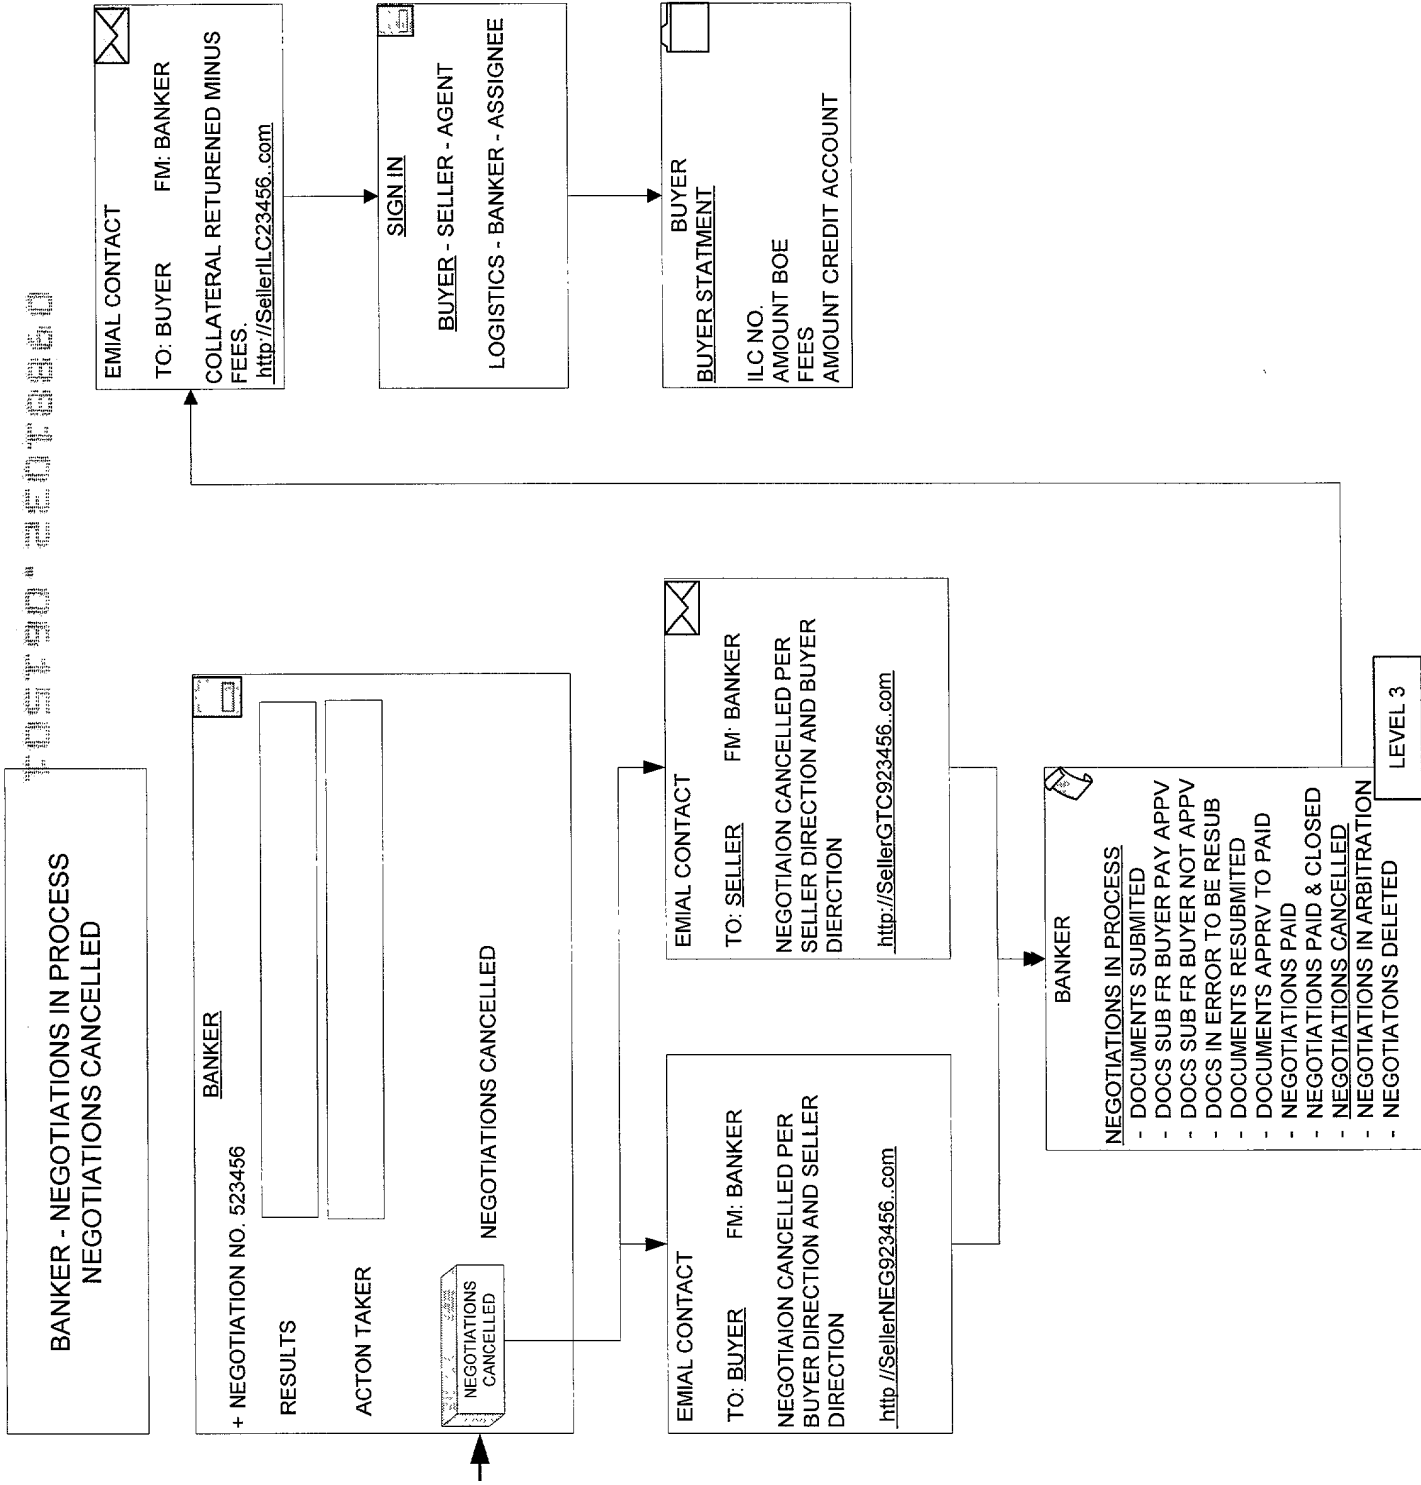 BANKER - NEGOTIATIONS IN PROCESS
NEGOTIATIONS CANCELLED
BANKER
+ NEGOTIATION NO. 523456
RESULTS
ACTON TAKER
NEGOTIATIONS
CANCELLED
NEGOTIATIONS CANCELLED
EMIAL CONTACT
TO: BUYER FM: BANKER
NEGOTIAION CANCELLED PER
BUYER DIRECTION AND SELLER
DIRECTION
http //SellerNEG923456..com
EMIAL CONTACT
TO: SELLER FM: BANKER
NEGOTIAION CANCELLED PER
SELLER DIRECTION AND BUYER
DIERCTION
http://SellerGTC923456..com
BANKER
NEGOTIATIONS IN PROCESS
- DOCUMENTS SUBMITED
- DOCS SUB FR BUYER PAY APPV
- DOCS SUB FR BUYER NOT APPV
- DOCS IN ERROR TO BE RESUB
- DOCUMENTS RESUBMITED
- DOCUMENTS APPRV TO PAID
- NEGOTIATIONS PAID
- NEGOTIATIONS PAID & CLOSED
- NEGOTIATIONS CANCELLED
- NEGOTIATIONS IN ARBITRATION
- NEGOTIATONS DELETED
LEVEL 3
EMIAL CONTACT
TO: BUYER FM: BANKER
COLLATERAL RETURENED MINUS
FEES.
http://SellerILC23456..com
SIGN IN
BUYER - SELLER - AGENT
LOGISTICS - BANKER - ASSIGNEE
BUYER
BUYER STATMENT
ILC NO.
AMOUNT BOE
FEES
AMOUNT CREDIT ACCOUNT